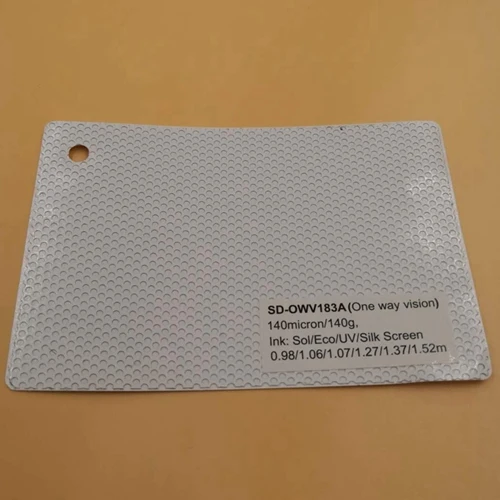 SD-OWV183A(One way vision)
140micron/140g,
Ink: Sol/Eco/UV/Silk Screen
0.98/1.06/1.07/1.27/1.37/1.52m